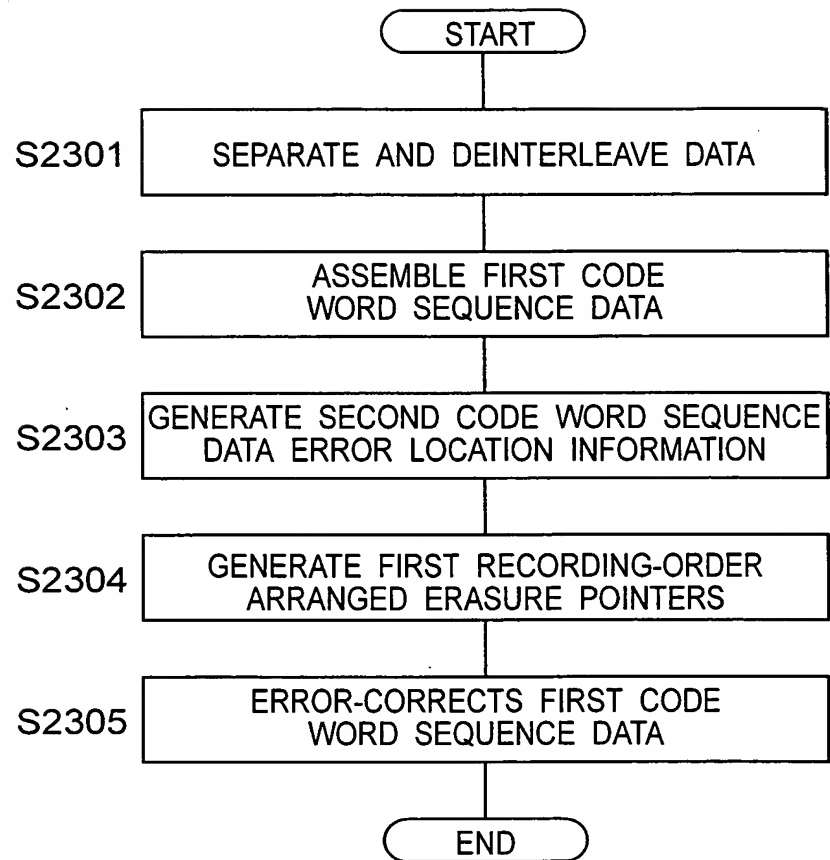 START
S2301 SEPARATE AND DEINTERLEAVE DATA
S2302 ASSEMBLE FIRST CODE
WORD SEQUENCE DATA
S2303 GENERATE SECOND CODE WORD SEQUENCE
DATA ERROR LOCATION INFORMATION
S2304 GENERATE FIRST RECORDING-ORDER
ARRANGED ERASURE POINTERS
S2305 ERROR-CORRECTS FIRST CODE
WORD SEQUENCE DATA
END